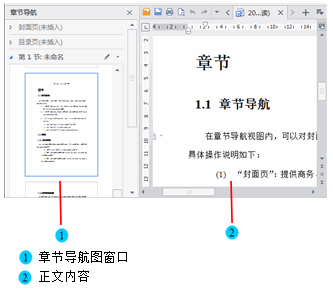 章节导航
封面页(未插入)
目录页(未插入)
第 1 节: 未命名
20...读)
章节
1.1 章节导航
在章节导航视图内，可以对封
具体操作说明如下：
(1) “封面页”：提供商务
1
2
1 章节导航图窗口
2 正文内容